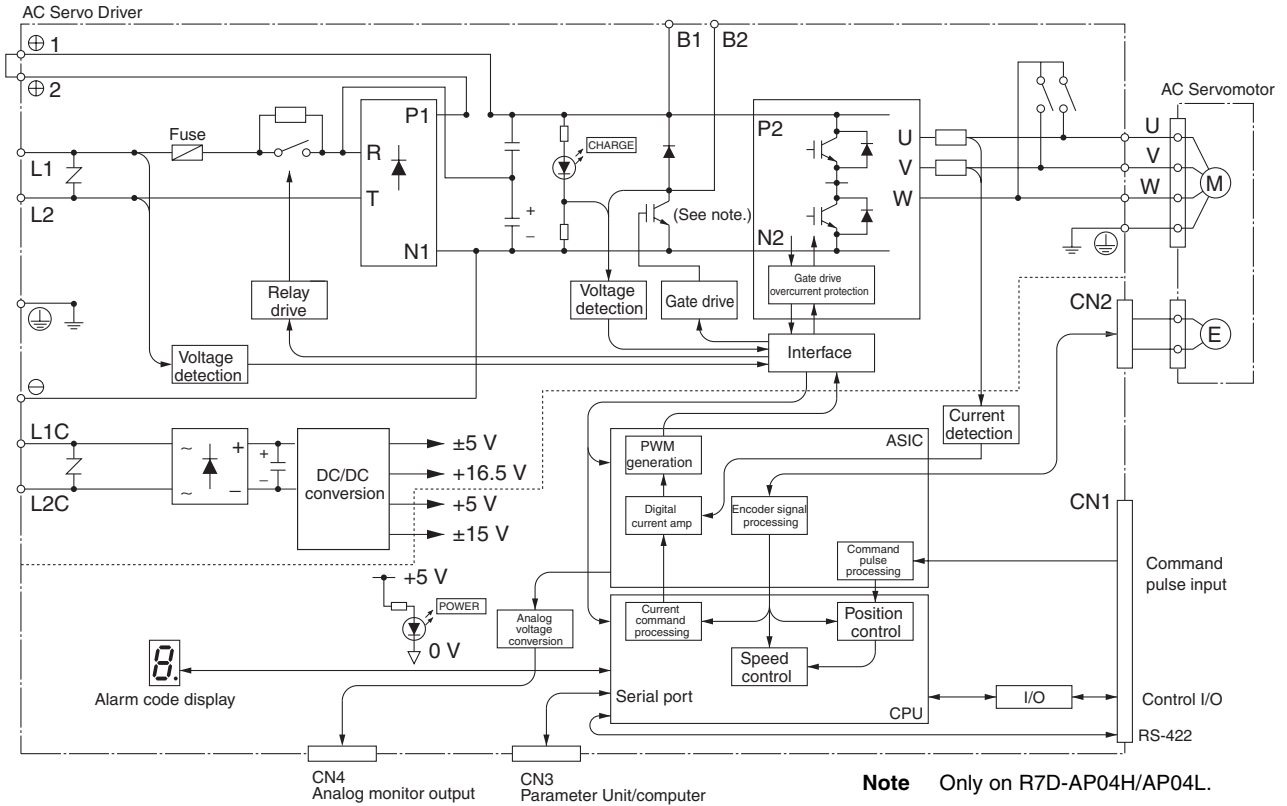 AC Servo Driver
⊕ 1
⊕ 2
B1 B2
AC Servomotor
Fuse
P1
R
T
N1
L1
L2
CHARGE
+
−
(See note.)
P2
N2
U
V
W
U
V
W
M
Gate drive
overcurrent protection
Relay
drive
Voltage
detection
Gate drive
Interface
Voltage
detection
CN2
E
⊖
L1C
L2C
~
~
+
−
+
−
DC/DC
conversion
±5 V
+16.5 V
+5 V
±15 V
ASIC
PWM
generation
Current
detection
Digital
current amp
Encoder signal
processing
Command
pulse
processing
CN1
Command
pulse input
+5 V
POWER
0 V
Analog
voltage
conversion
Current
command
processing
Position
control
Speed
control
8.
Alarm code display
Serial port
CPU
I/O
Control I/O
RS-422
CN4
Analog monitor output
CN3
Parameter Unit/computer
Note Only on R7D-AP04H/AP04L.